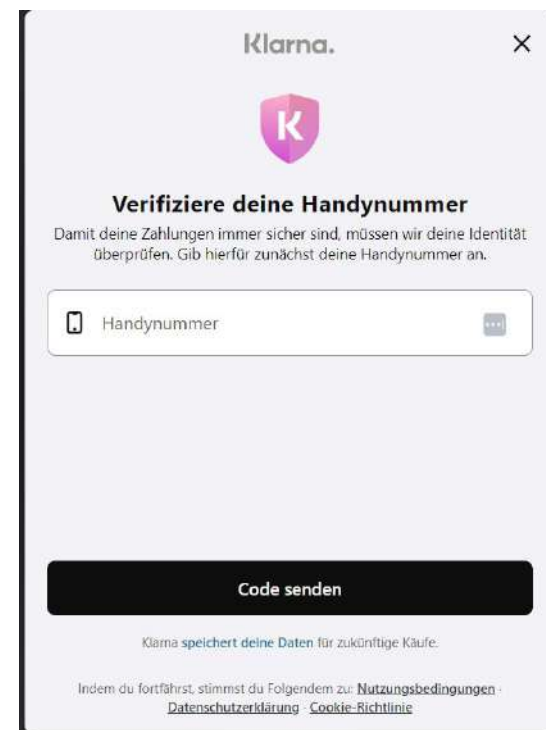 Klarna.
K
Verifiziere deine Handynummer
Damit deine Zahlungen immer sicher sind, müssen wir deine Identität
überprüfen. Gib hierfür zunächst deine Handynummer an.
Handynummer
Code senden
Klarna speichert deine Daten für zukünftige Käufe.
Indem du fortfährst, stimmst du Folgendem zu: Nutzungsbedingungen ·
Datenschutzerklärung · Cookie-Richtlinie